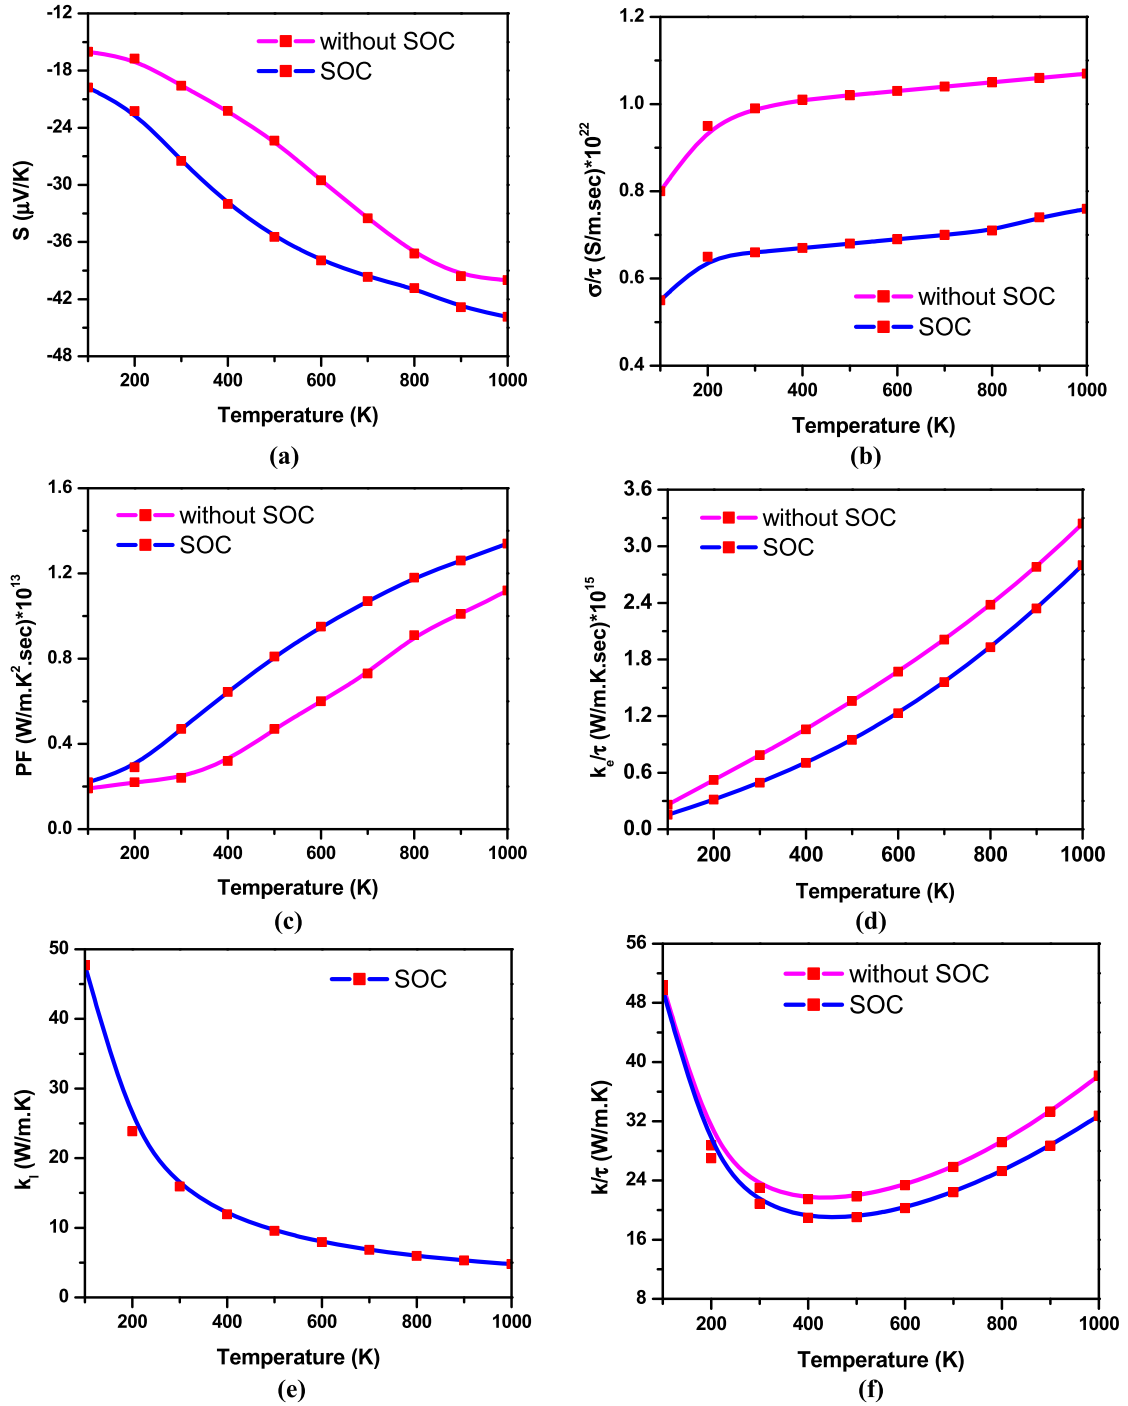 (a)
-12
-18
-24
-30
-36
-42
-48
S (µV/K)
without SOC
SOC
200 400 600 800 1000
Temperature (K)
(a)
1.2
1.0
0.8
0.6
0.4
σ/τ (S/m.sec)*10²²
without SOC
SOC
200 400 600 800 1000
Temperature (K)
(b)
1.6
1.2
0.8
0.4
0.0
PF (W/m.K².sec)*10¹³
without SOC
SOC
200 400 600 800 1000
Temperature (K)
(c)
3.6
3.0
2.4
1.8
1.2
0.6
0.0
kₑ/τ (W/m.K.sec)*10¹⁵
without SOC
SOC
200 400 600 800 1000
Temperature (K)
(d)
50
40
30
20
10
0
kₗ (W/m.K)
SOC
200 400 600 800 1000
Temperature (K)
(e)
56
48
40
32
24
16
8
k/τ (W/m.K)
without SOC
SOC
200 400 600 800 1000
Temperature (K)
(f)